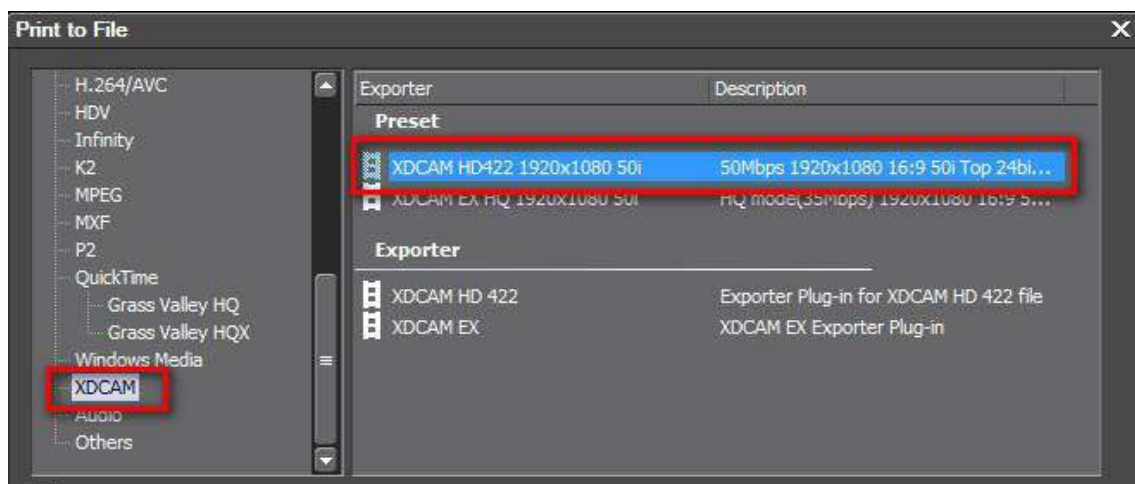 Print to File
H.264/AVC
HDV
Infinity
K2
MPEG
MXF
P2
QuickTime
Grass Valley HQ
Grass Valley HQX
Windows Media
XDCAM
Audio
Others
Exporter Description
Preset
XDCAM HD422 1920x1080 50i 50Mbps 1920x1080 16:9 50i Top 24bi...
XDCAM EX HQ 1920x1080 50i HQ mode(35Mbps) 1920x1080 16:9 5...
Exporter
XDCAM HD 422 Exporter Plug-in for XDCAM HD 422 file
XDCAM EX XDCAM EX Exporter Plug-in